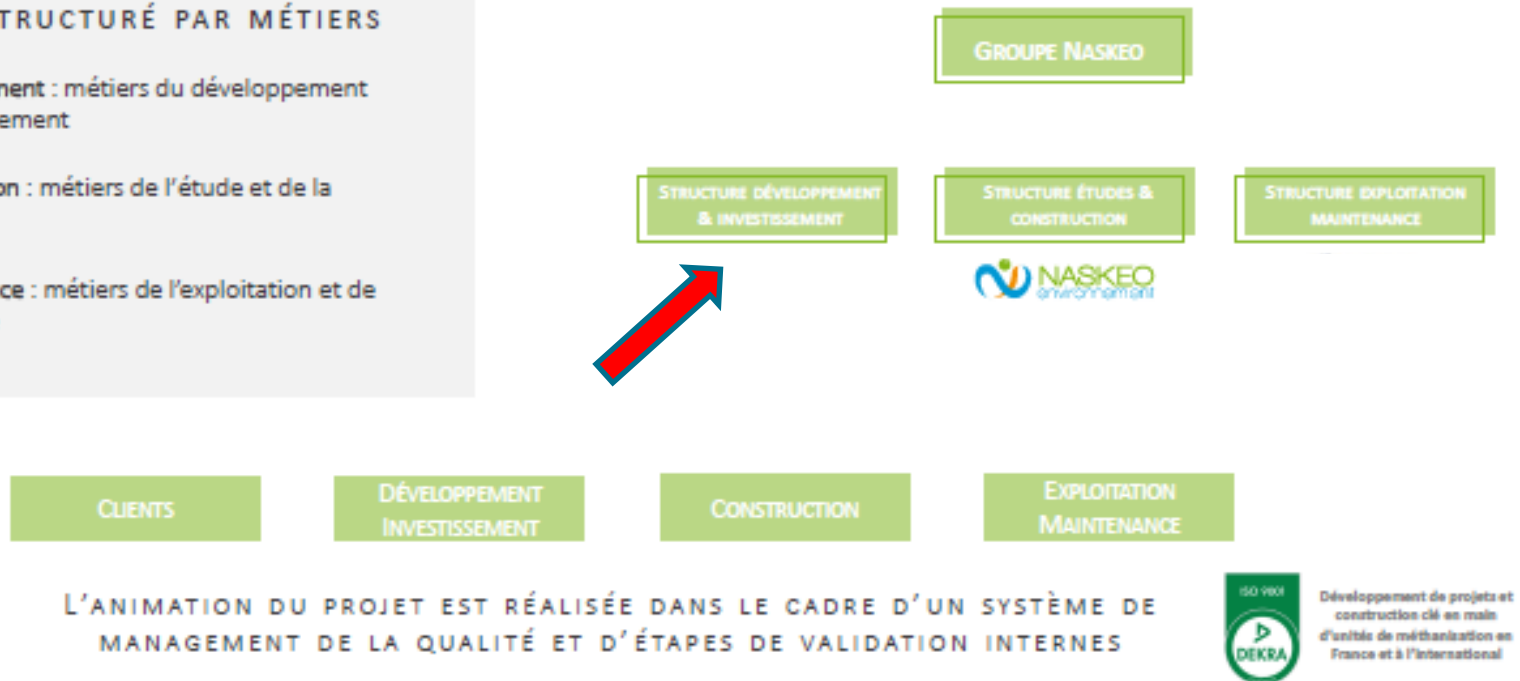 TRUCTURÉ PAR MÉTIERS
ment : métiers du développement
ement
on : métiers de l'étude et de la
ce : métiers de l'exploitation et de
GROUPE NASKEO
STRUCTURE DÉVELOPPEMENT
& INVESTISSEMENT
STRUCTURE ÉTUDES &
CONSTRUCTION
STRUCTURE EXPLOITATION
MAINTENANCE
NASKEO
environnement
CLIENTS
DÉVELOPPEMENT
INVESTISSEMENT
CONSTRUCTION
EXPLOITATION
MAINTENANCE
L'ANIMATION DU PROJET EST RÉALISÉE DANS LE CADRE D'UN SYSTÈME DE
MANAGEMENT DE LA QUALITÉ ET D'ÉTAPES DE VALIDATION INTERNES
ISO 9001
DEKRA
Développement de projets et
construction clé en main
d'unités de méthanisation en
France et à l'International